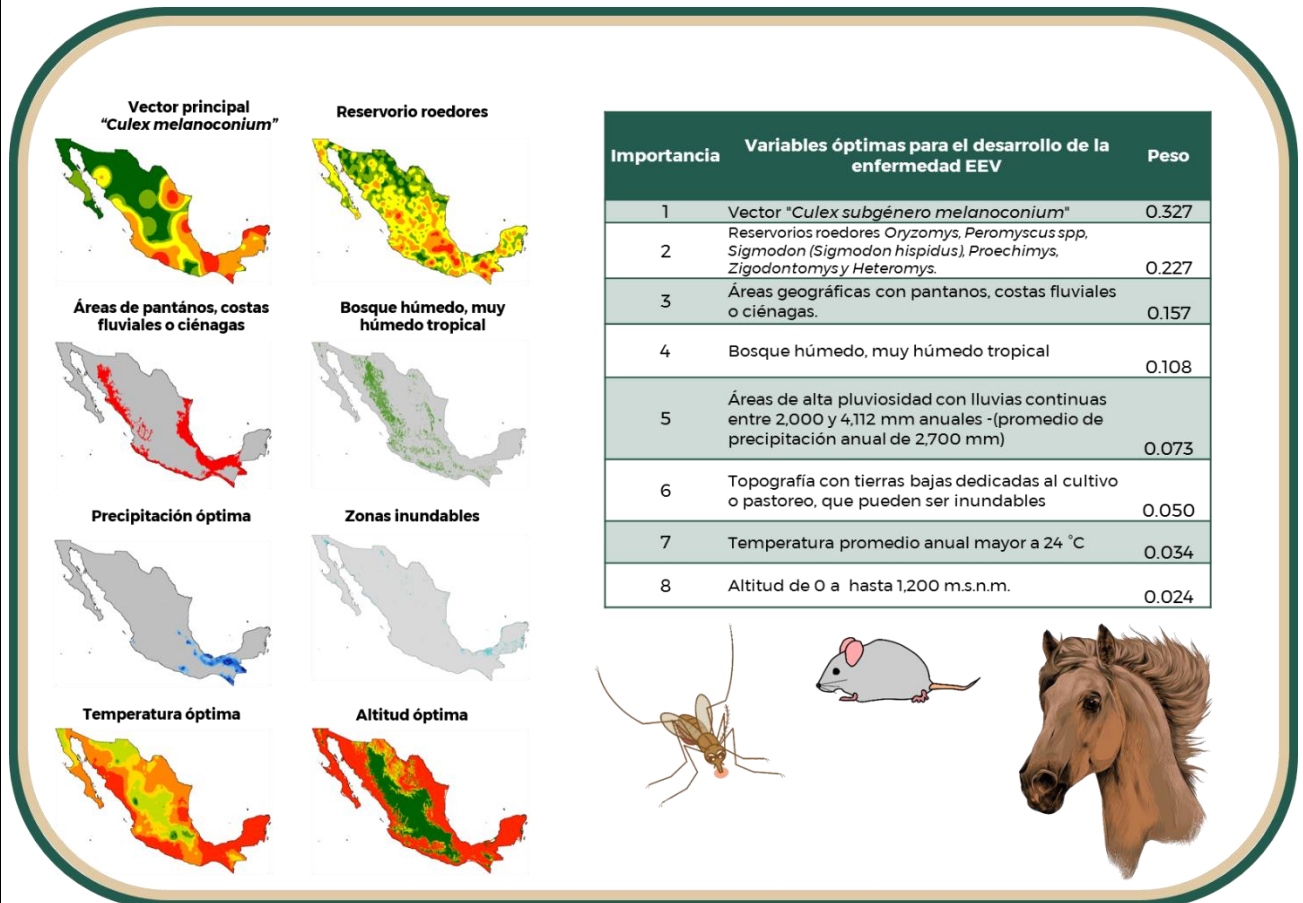 Vector principal
“Culex melanoconium”
Reservorio roedores
Áreas de pantános, costas
fluviales o ciénagas
Bosque húmedo, muy
húmedo tropical
Precipitación óptima
Zonas inundables
Temperatura óptima
Altitud óptima
Importancia
Variables óptimas para el desarrollo de la
enfermedad EEV
Peso
1
Vector "Culex subgénero melanoconium"
0.327
2
Reservorios roedores Oryzomys, Peromyscus spp,
Sigmodon (Sigmodon hispidus), Proechimys,
Zigodontomys y Heteromys.
0.227
3
Áreas geográficas con pantanos, costas fluviales
o ciénagas.
0.157
4
Bosque húmedo, muy húmedo tropical
0.108
5
Áreas de alta pluviosidad con lluvias continuas
entre 2,000 y 4,112 mm anuales -(promedio de
precipitación anual de 2,700 mm)
0.073
6
Topografía con tierras bajas dedicadas al cultivo
o pastoreo, que pueden ser inundables
0.050
7
Temperatura promedio anual mayor a 24 °C
0.034
8
Altitud de 0 a hasta 1,200 m.s.n.m.
0.024